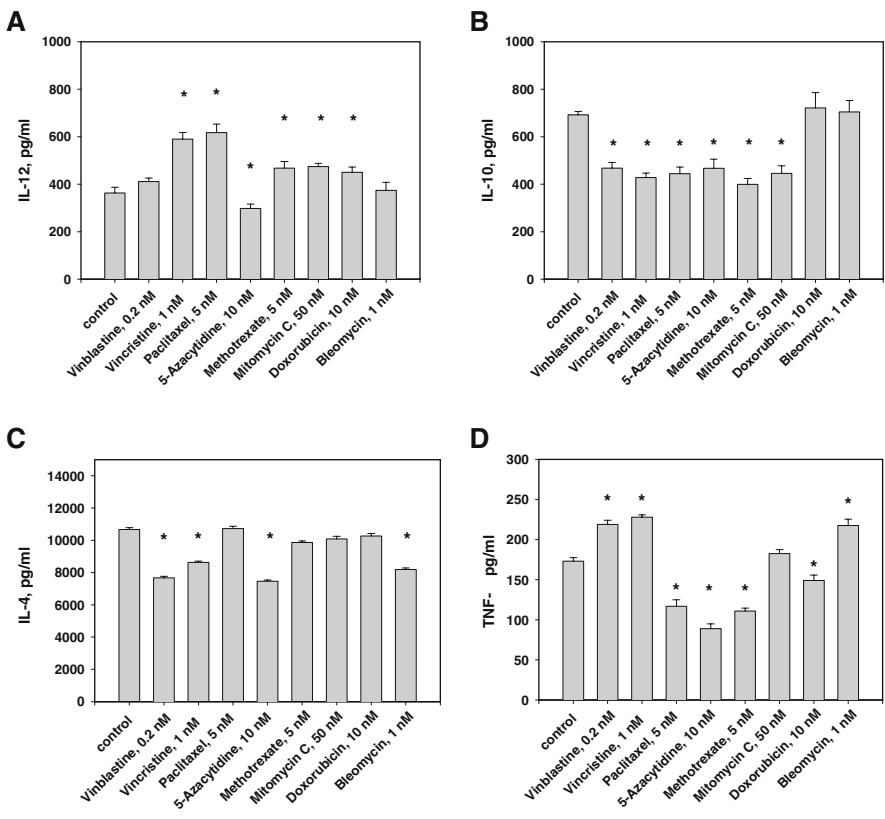 A
1000
800
600
400
200
0
IL-12, pg/ml
* * * * * * *
control
Vinblastine, 0.2 nM
Vincristine, 1 nM
Paclitaxel, 5 nM
5-Azacytidine, 10 nM
Methotrexate, 5 nM
Mitomycin C, 50 nM
Doxorubicin, 10 nM
Bleomycin, 1 nM
B
1000
800
600
400
200
0
IL-10, pg/ml
* * * * * *
control
Vinblastine, 0.2 nM
Vincristine, 1 nM
Paclitaxel, 5 nM
5-Azacytidine, 10 nM
Methotrexate, 5 nM
Mitomycin C, 50 nM
Doxorubicin, 10 nM
Bleomycin, 1 nM
C
14000
12000
10000
8000
6000
4000
2000
0
IL-4, pg/ml
* * * *
control
Vinblastine, 0.2 nM
Vincristine, 1 nM
Paclitaxel, 5 nM
5-Azacytidine, 10 nM
Methotrexate, 5 nM
Mitomycin C, 50 nM
Doxorubicin, 10 nM
Bleomycin, 1 nM
D
300
250
200
150
100
50
0
TNF- pg/ml
* * * * * * *
control
Vinblastine, 0.2 nM
Vincristine, 1 nM
Paclitaxel, 5 nM
5-Azacytidine, 10 nM
Methotrexate, 5 nM
Mitomycin C, 50 nM
Doxorubicin, 10 nM
Bleomycin, 1 nM